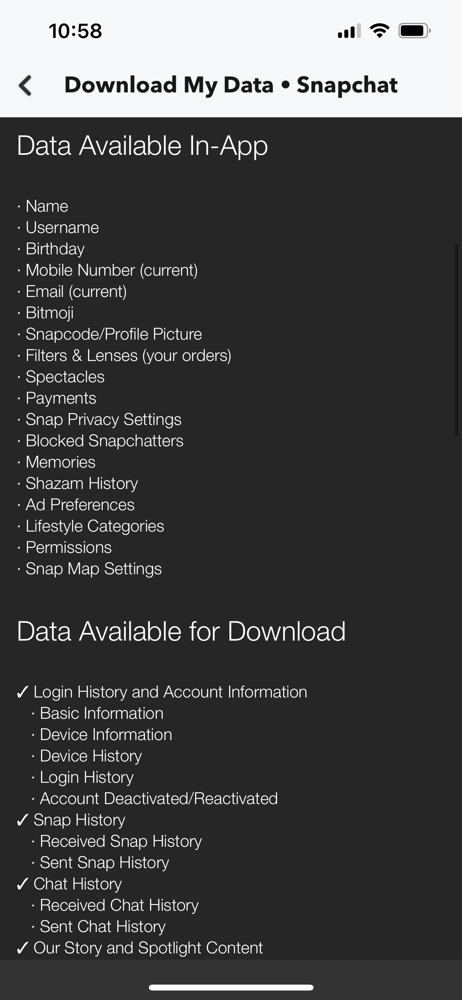 10:58
Download My Data • Snapchat
Data Available In-App
· Name
· Username
· Birthday
· Mobile Number (current)
· Email (current)
· Bitmoji
· Snapcode/Profile Picture
· Filters & Lenses (your orders)
· Spectacles
· Payments
· Snap Privacy Settings
· Blocked Snapchatters
· Memories
· Shazam History
· Ad Preferences
· Lifestyle Categories
· Permissions
· Snap Map Settings
Data Available for Download
✓ Login History and Account Information
· Basic Information
· Device Information
· Device History
· Login History
· Account Deactivated/Reactivated
✓ Snap History
· Received Snap History
· Sent Snap History
✓ Chat History
· Received Chat History
· Sent Chat History
✓ Our Story and Spotlight Content